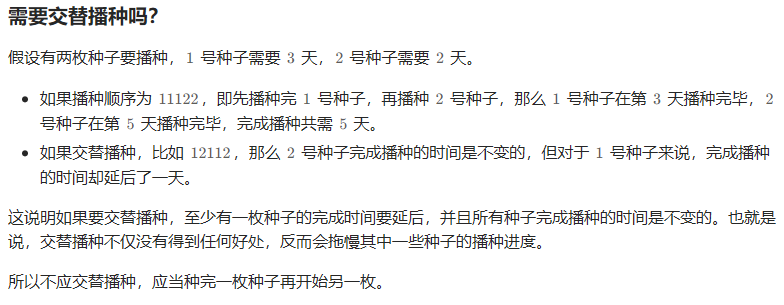 需要交替播种吗？
假设有两枚种子要播种，1 号种子需要 3 天，2 号种子需要 2 天。
• 如果播种顺序为 11122，即先播种完 1 号种子，再播种 2 号种子，那么 1 号种子在第 3 天播种完毕，2
号种子在第 5 天播种完毕，完成播种共需 5 天。
• 如果交替播种，比如 12112，那么 2 号种子完成播种的时间是不变的，但对于 1 号种子来说，完成播种
的时间却延后了一天。
这说明如果要交替播种，至少有一枚种子的完成时间要延后，并且所有种子完成播种的时间是不变的。也就是
说，交替播种不仅没有得到任何好处，反而会拖慢其中一些种子的播种进度。
所以不应交替播种，应当种完一枚种子再开始另一枚。